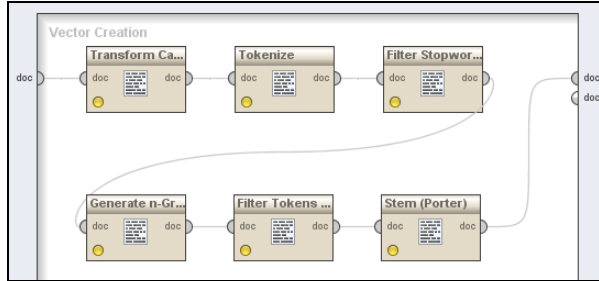 Vector Creation
Transform Ca...
Tokenize
Filter Stopwor...
doc
doc
doc
doc
doc
doc
doc
doc
doc
Generate n-Gr...
Filter Tokens ...
Stem (Porter)
doc
doc
doc
doc
doc
doc